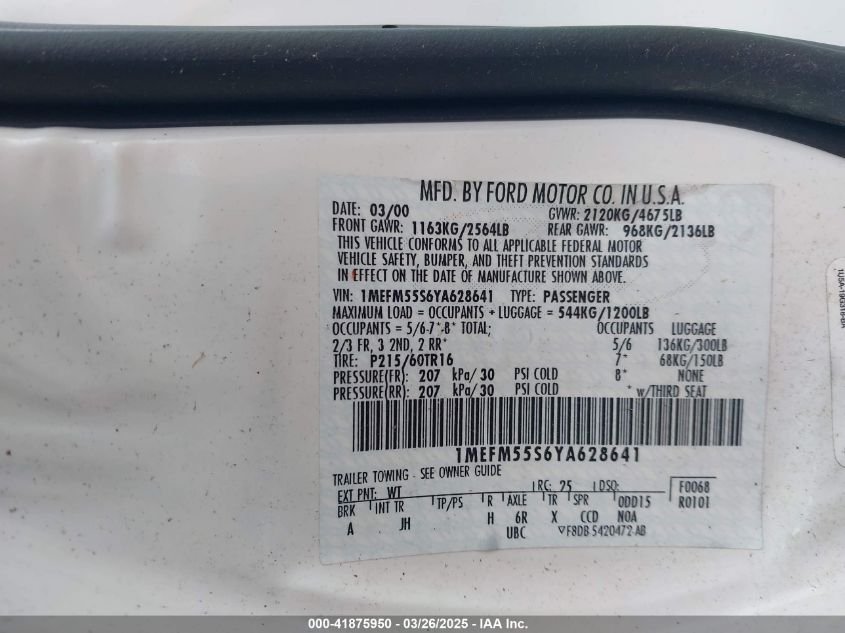 MFD. BY FORD MOTOR CO. IN U.S.A.
DATE: 03/00 GVWR: 2120KG/4675LB
FRONT GAWR: 1163KG/2564LB REAR GAWR: 968KG/2136LB
THIS VEHICLE CONFORMS TO ALL APPLICABLE FEDERAL MOTOR
VEHICLE SAFETY, BUMPER, AND THEFT PREVENTION STANDARDS
IN EFFECT ON THE DATE OF MANUFACTURE SHOWN ABOVE.
VIN: 1MEFM55S6YA628641 TYPE: PASSENGER
MAXIMUM LOAD = OCCUPANTS + LUGGAGE = 544KG/1200LB
OCCUPANTS = 5/6-7*-8* TOTAL; OCCUPANTS LUGGAGE
2/3 FR, 3 2ND, 2 RR* 5/6 136KG/300LB
TIRE: P215/60TR16 7* 68KG/150LB
PRESSURE(FR): 207 kPa/30 PSI COLD 8* NONE
PRESSURE(RR): 207 kPa/30 PSI COLD * w/THIRD SEAT
1MEFM55S6YA628641
TRAILER TOWING - SEE OWNER GUIDE
EXT PNT: WT RC: 25 DSO: F0068
BRK INT TR TP/PS R AXLE TR SPR 0DD15 R0101
A JH H 6R X CCD NOA
UBC ▽F8DB-5420472-AB
000-41875950 - 03/26/2025 - IAA Inc.